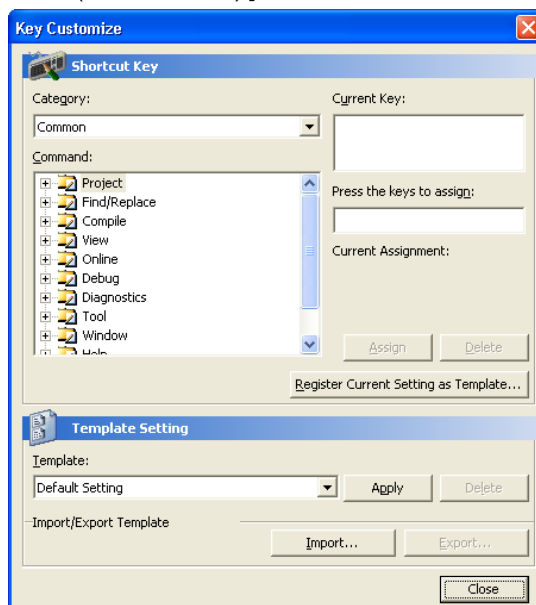 Key Customize
Shortcut Key
Category:
Common
Command:
Project
Find/Replace
Compile
View
Online
Debug
Diagnostics
Tool
Window
Help
Current Key:
Press the keys to assign:
Current Assignment:
Assign
Delete
Register Current Setting as Template...
Template Setting
Template:
Default Setting
Apply
Delete
Import/Export Template
Import...
Export...
Close